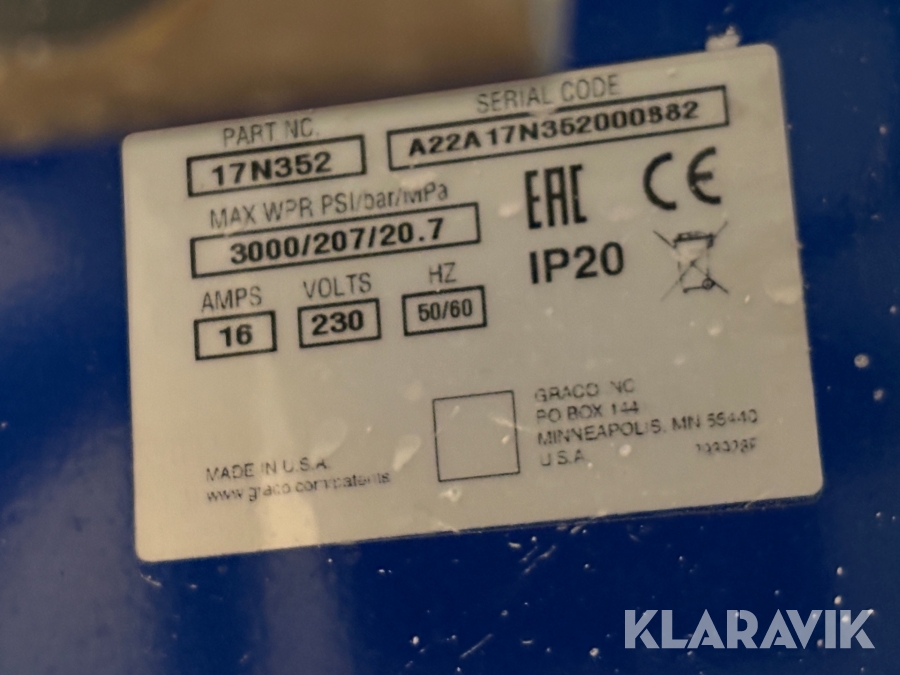 PART NO.
17N352
SERIAL CODE
A22A17N352000882
MAX WPR PSI/bar/MPa
3000/207/20.7
EAC CE
AMPS VOLTS HZ
16 230 50/60
IP20
GRACO INC
PO BOX 144
MINNEAPOLIS, MN 55440
U.S.A.
MADE IN U.S.A.
www.graco.com/patents
KLARAVIK